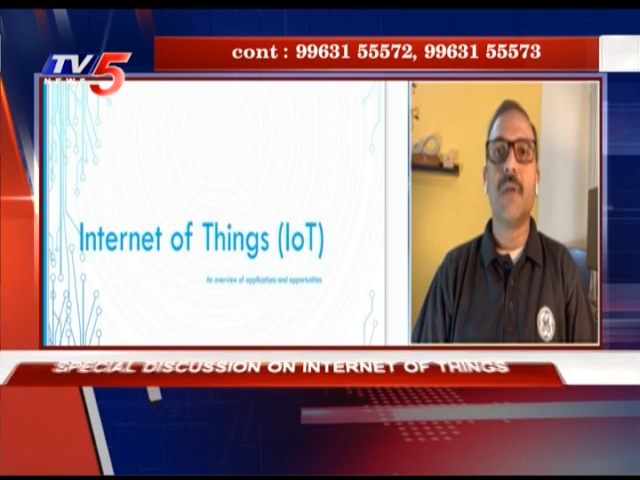 TV5
NEWS
cont : 99631 55572, 99631 55573
Internet of Things (IoT)
An overview of applications and opportunities
SPECIAL DISCUSSION ON INTERNET OF THINGS